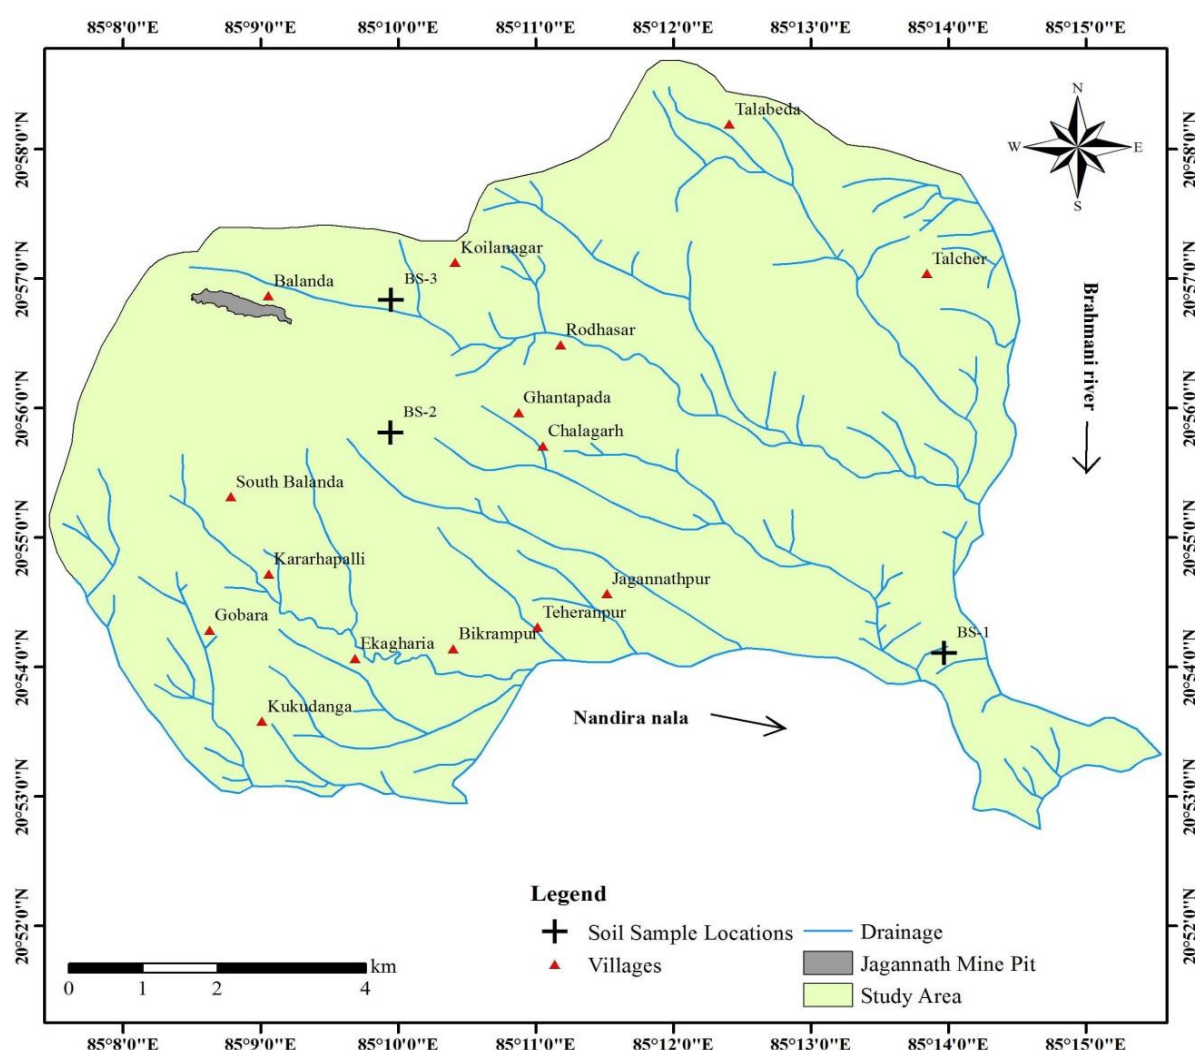 85°8'0"E 85°9'0"E 85°10'0"E 85°11'0"E 85°12'0"E 85°13'0"E 85°14'0"E 85°15'0"E
N
W E
S
20°58'0"N 20°58'0"N
20°57'0"N 20°57'0"N
20°56'0"N 20°56'0"N
20°55'0"N 20°55'0"N
20°54'0"N 20°54'0"N
20°53'0"N 20°53'0"N
20°52'0"N 20°52'0"N
Talabeda
Koilanagar
Talcher
Balanda
BS-3
Rodhasar
Brahmani river
Ghantapada
BS-2
Chalagarh
South Balanda
Kararhapalli
Jagannathpur
Gobara
Teheranpur
Bikrampur
BS-1
Ekagharia
Kukudanga
Nandira nala
Legend
Soil Sample Locations
Villages
Drainage
Jagannath Mine Pit
Study Area
km
0 1 2 4
85°8'0"E 85°9'0"E 85°10'0"E 85°11'0"E 85°12'0"E 85°13'0"E 85°14'0"E 85°15'0"E